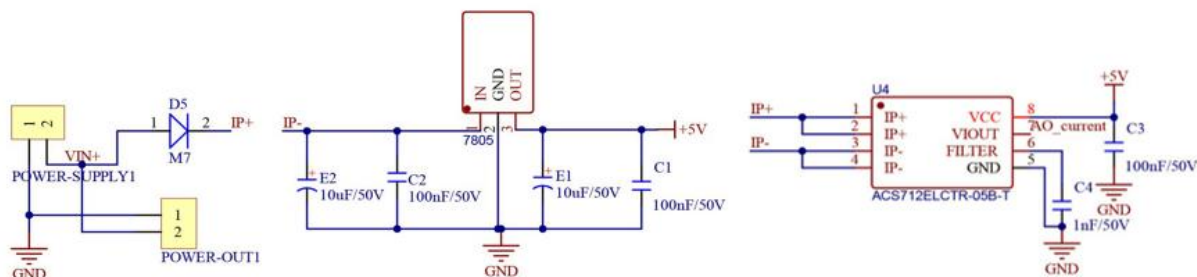 1
2
POWER-SUPPLY1
VIN+
D5
1
2
M7
IP+
1
2
POWER-OUT1
GND
IP-
IN
GND
OUT
1
2
3
7805
+5V
E2
10uF/50V
C2
100nF/50V
E1
10uF/50V
C1
100nF/50V
GND
U4
IP+
IP-
1
2
3
4
IP+
IP+
IP-
IP-
VCC
VIOUT
FILTER
GND
8
7
6
5
AO_current
ACS712ELCTR-05B-T
+5V
C3
100nF/50V
GND
C4
1nF/50V
GND